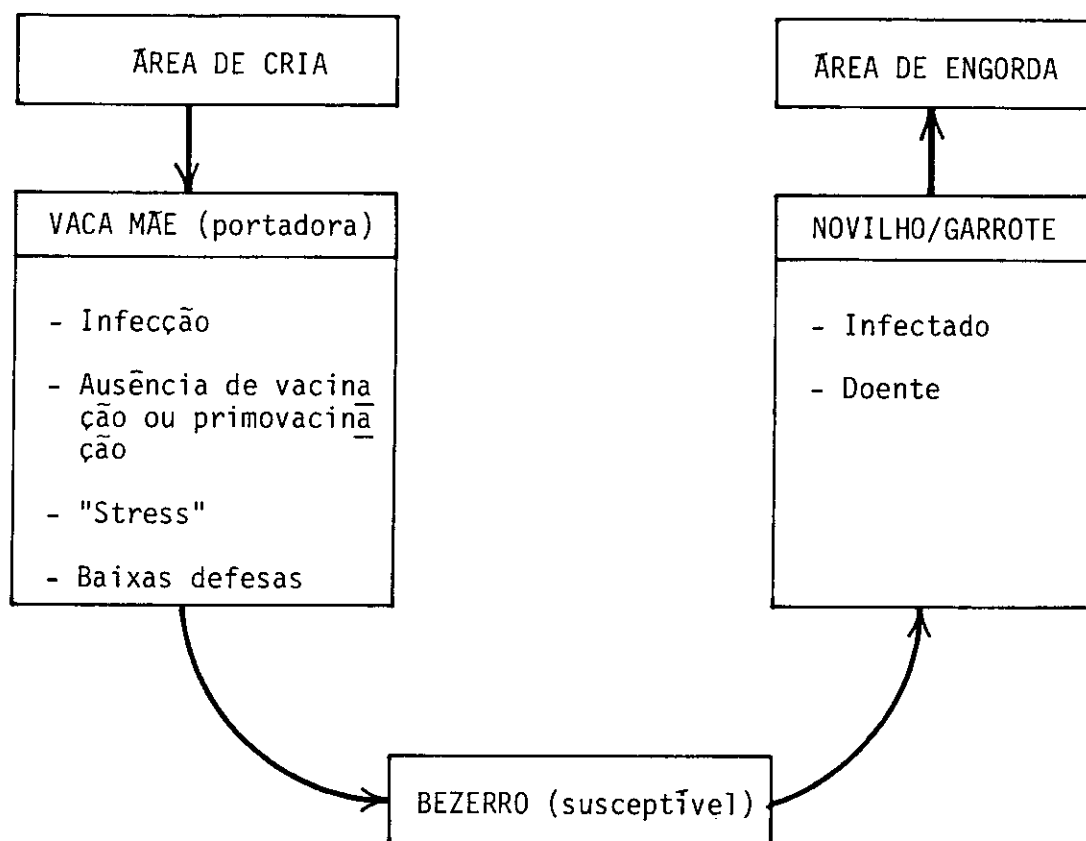 ÁREA DE CRIA
VACA MÃE (portadora)
- Infecção
- Ausência de vacina
ção ou primovacina
ção
- "Stress"
- Baixas defesas
BEZERRO (susceptível)
ÁREA DE ENGORDA
NOVILHO/GARROTE
- Infectado
- Doente